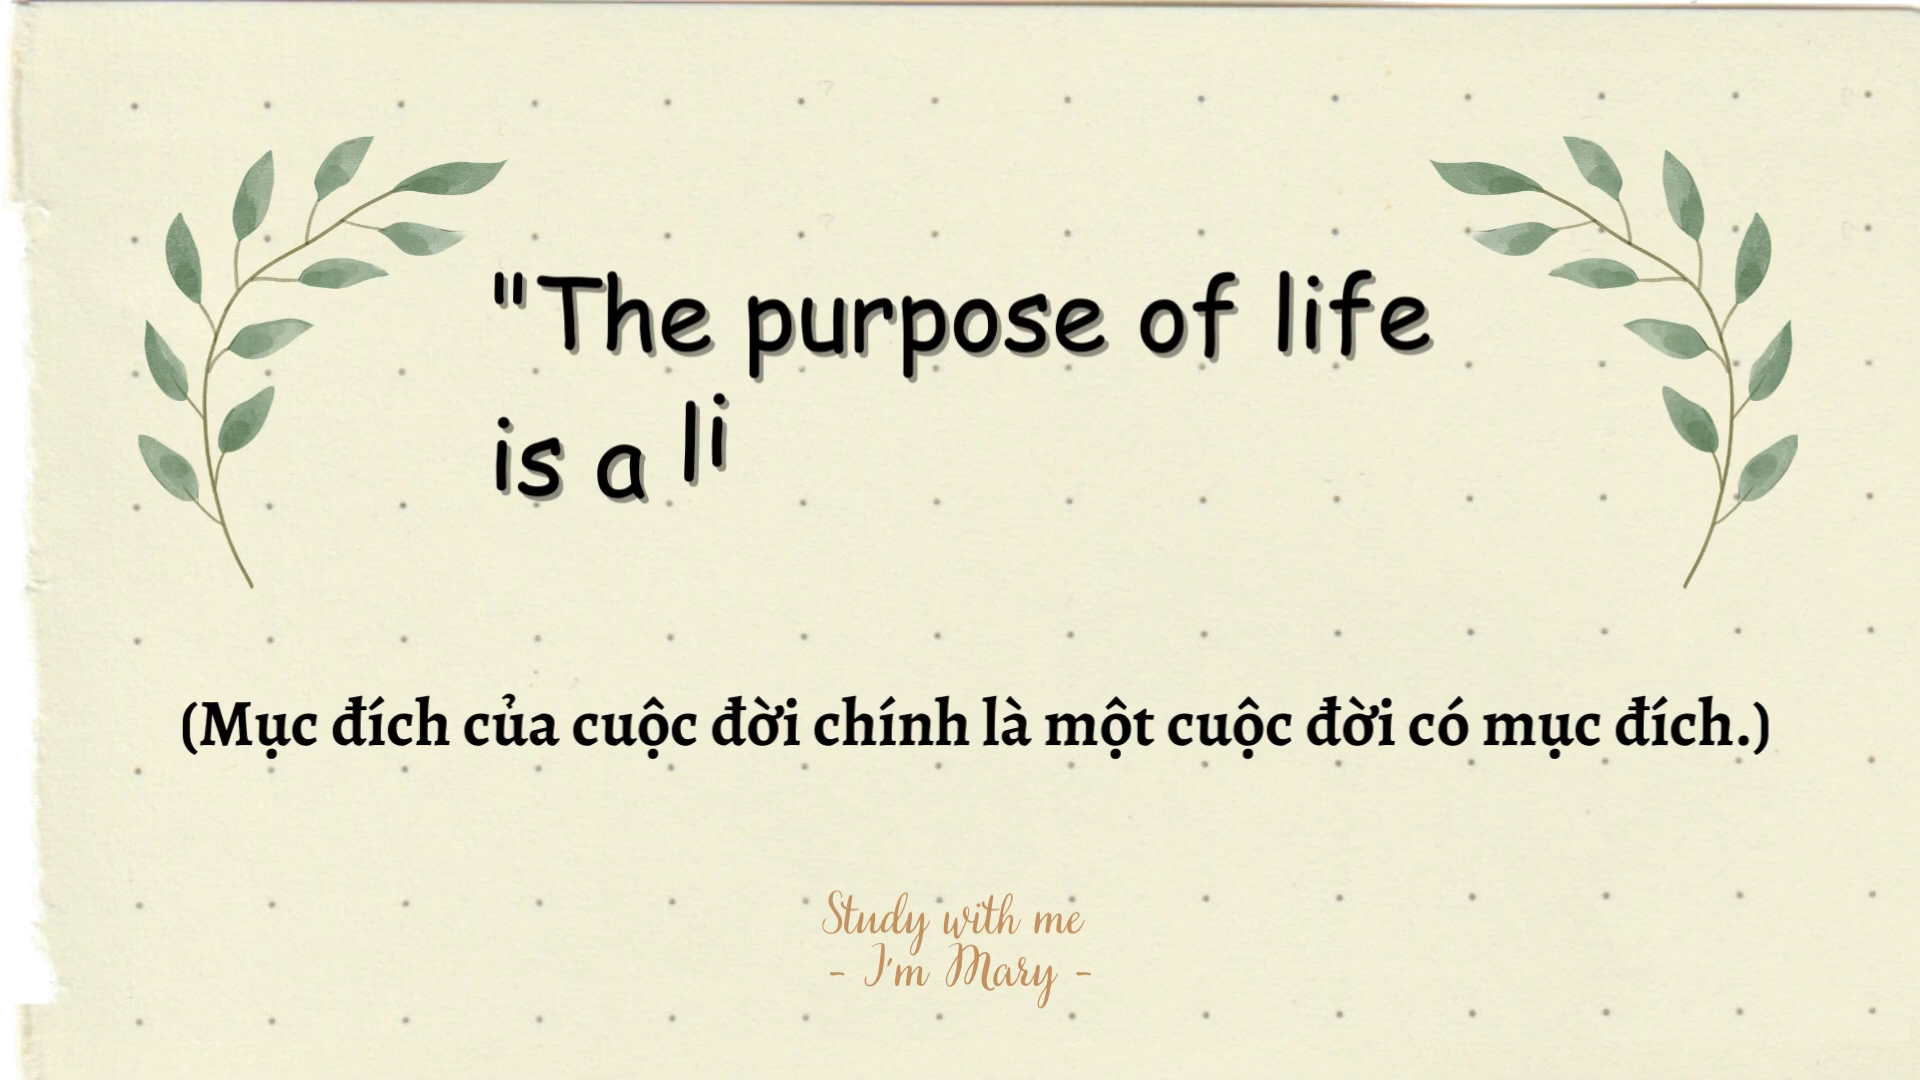 "The purpose of life
is a li
(Mục đích của cuộc đời chính là một cuộc đời có mục đích.)
Study with me
- I'm Mary -